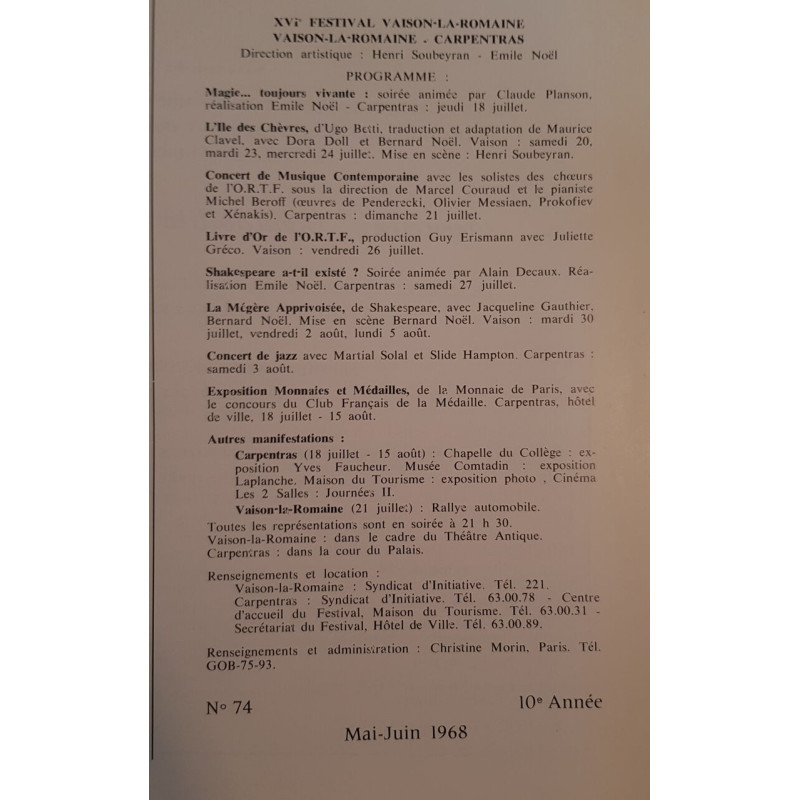 XVIe FESTIVAL VAISON-LA-ROMAINE
VAISON-LA-ROMAINE - CARPENTRAS
Direction artistique : Henri Soubeyran - Emile Noël
PROGRAMME :
Magie... toujours vivante : soirée animée par Claude Planson,
réalisation Emile Noël - Carpentras : jeudi 18 juillet.
L'Ile des Chèvres, d'Ugo Betti, traduction et adaptation de Maurice
Clavel, avec Dora Doll et Bernard Noël. Vaison : samedi 20,
mardi 23, mercredi 24 juillet. Mise en scène : Henri Soubeyran.
Concert de Musique Contemporaine avec les solistes des chœurs
de l'O.R.T.F. sous la direction de Marcel Couraud et le pianiste
Michel Beroff (œuvres de Penderecki, Olivier Messiaen, Prokofiev
et Xénakis). Carpentras : dimanche 21 juillet.
Livre d'Or de l'O.R.T.F., production Guy Erismann avec Juliette
Gréco. Vaison : vendredi 26 juillet.
Shakespeare a-t-il existé ? Soirée animée par Alain Decaux. Réa-
lisation Emile Noël. Carpentras : samedi 27 juillet.
La Mégère Apprivoisée, de Shakespeare, avec Jacqueline Gauthier,
Bernard Noël. Mise en scène Bernard Noël. Vaison : mardi 30
juillet, vendredi 2 août, lundi 5 août.
Concert de jazz avec Martial Solal et Slide Hampton. Carpentras :
samedi 3 août.
Exposition Monnaies et Médailles, de la Monnaie de Paris, avec
le concours du Club Français de la Médaille. Carpentras, hôtel
de ville, 18 juillet - 15 août.
Autres manifestations :
Carpentras (18 juillet - 15 août) : Chapelle du Collège : ex-
position Yves Faucheur. Musée Comtadin : exposition
Laplanche. Maison du Tourisme : exposition photo , Cinéma
Les 2 Salles : Journées II.
Vaison-la-Romaine (21 juillet) : Rallye automobile.
Toutes les représentations sont en soirée à 21 h 30.
Vaison-la-Romaine : dans le cadre du Théâtre Antique.
Carpentras : dans la cour du Palais.
Renseignements et location :
Vaison-la-Romaine : Syndicat d'Initiative. Tél. 221.
Carpentras : Syndicat d'Initiative. Tél. 63.00.78 - Centre
d'accueil du Festival, Maison du Tourisme. Tél. 63.00.31 -
Secrétariat du Festival, Hôtel de Ville. Tél. 63.00.89.
Renseignements et administration : Christine Morin, Paris. Tél.
GOB-75-93.
No 74
10e Année
Mai-Juin 1968